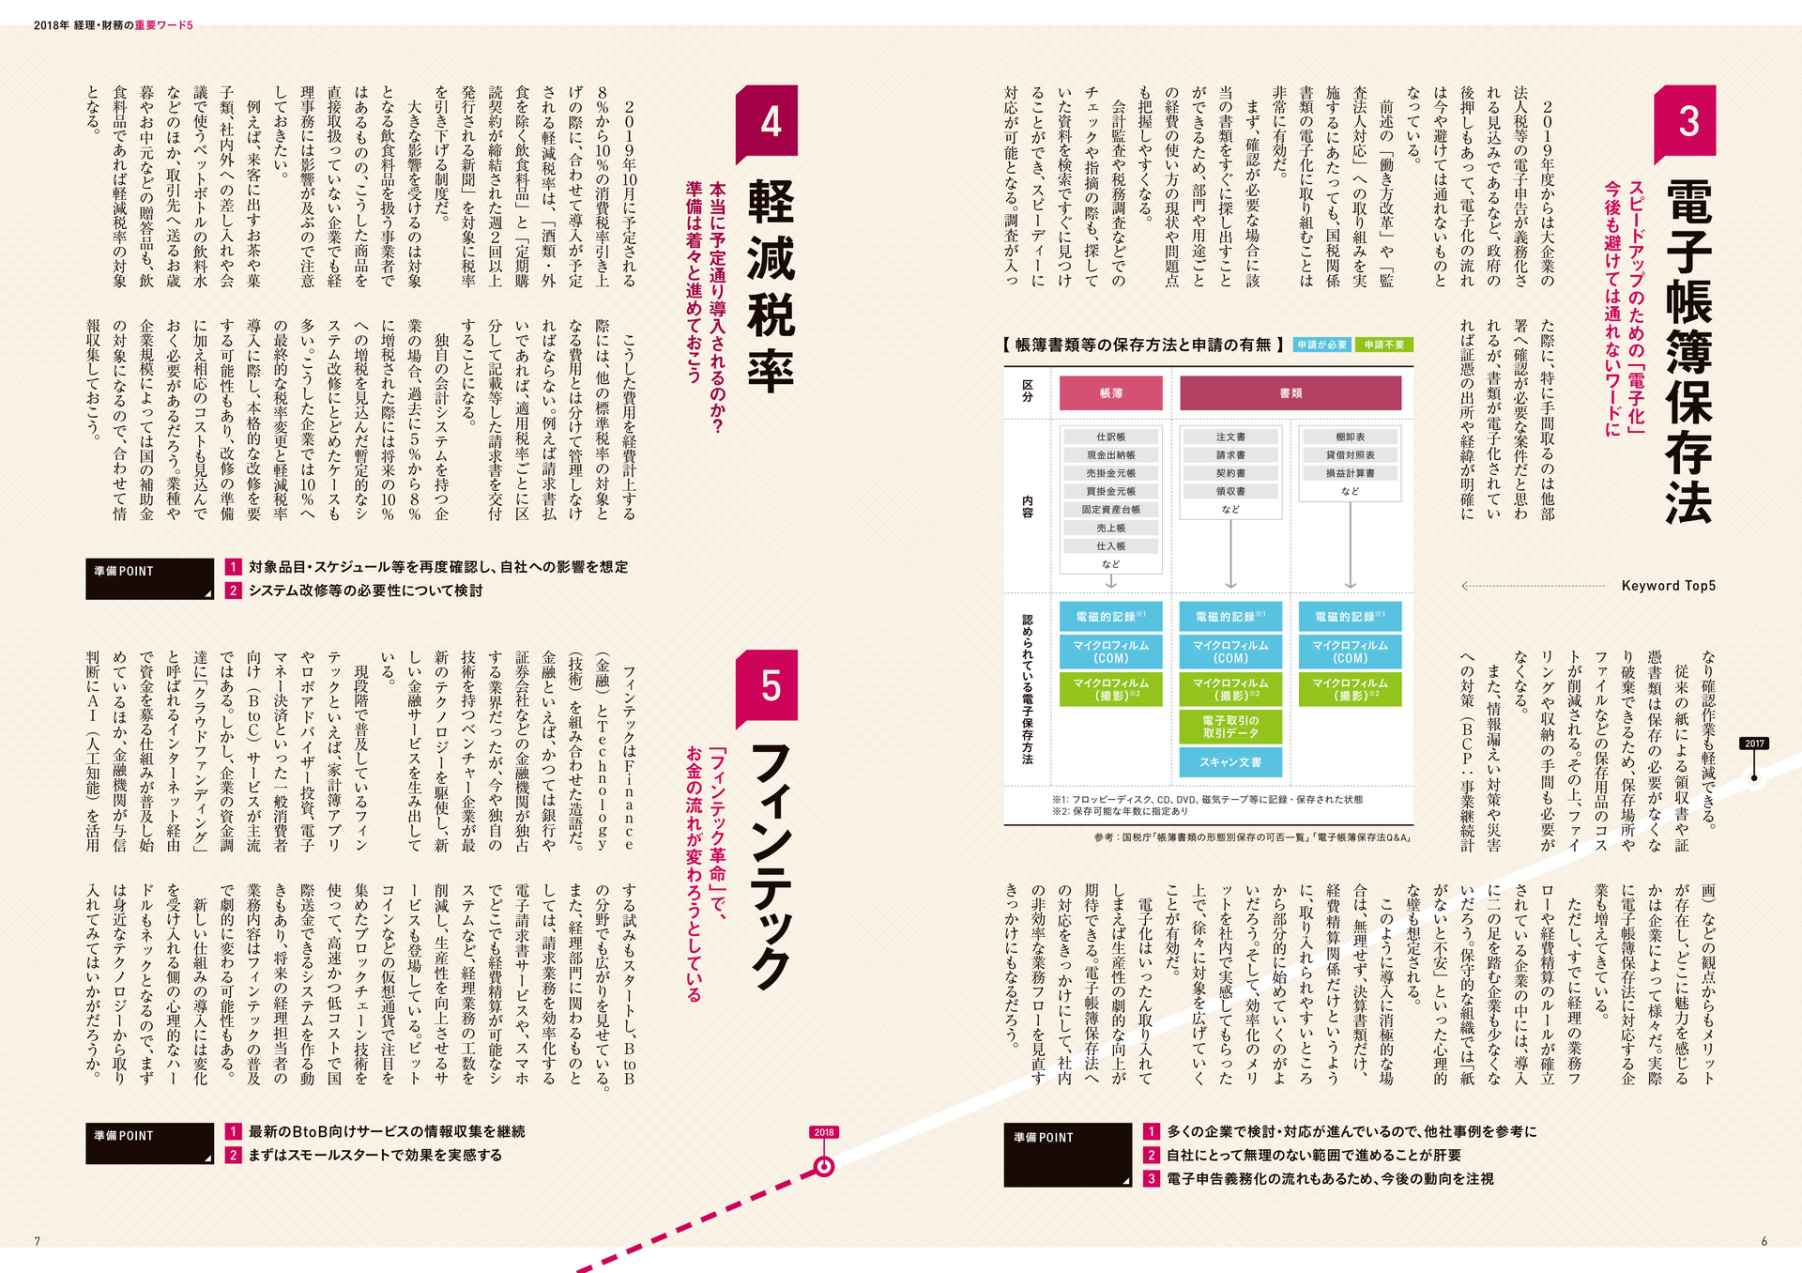 2018年 経理・財務の重要ワード5
3
電子帳簿保存法
スピードアップのための「電子化」
今後も避けては通れないワードに
2019年度からは大企業の
法人税等の電子申告が義務化さ
れる見込みであるなど、政府の
後押しもあって、電子化の流れ
は今や避けては通れないものと
なっている。
前述の「働き方改革」や「監
査法人対応」への取り組みを実
施するにあたっても、国税関係
書類の電子化に取り組むことは
非常に有効だ。
まず、確認が必要な場合に該
当の書類をすぐに探し出すこと
ができるため、部門や用途ごと
の経費の使い方の現状や問題点
も把握しやすくなる。
会計監査や税務調査などでの
チェックや指摘の際も、探して
いた資料を検索ですぐに見つけ
ることができ、スピーディーに
対応が可能となる。調査が入っ
た際に、特に手間取るのは他部
署へ確認が必要な案件だと思わ
れるが、書類が電子化されてい
れば証憑の出所や経緯が明確に
【 帳簿書類等の保存方法と申請の有無 】 申請が必要 申請不要
区分
帳簿
書類
内容
仕訳帳
現金出納帳
売掛金元帳
買掛金元帳
固定資産台帳
売上帳
仕入帳
など
注文書
請求書
契約書
領収書
など
棚卸表
貸借対照表
損益計算書
など
認められている電子保存方法
電磁的記録※1
マイクロフィルム
(COM)
マイクロフィルム
(撮影)※2
電磁的記録※1
マイクロフィルム
(COM)
マイクロフィルム
(撮影)※2
電子取引の
取引データ
スキャン文書
電磁的記録※1
マイクロフィルム
(COM)
マイクロフィルム
(撮影)※2
※1: フロッピーディスク、CD、DVD、磁気テープ等に記録・保存された状態
※2: 保存可能な年数に指定あり
参考：国税庁「帳簿書類の形態別保存の可否一覧」「電子帳簿保存法Q&A」
Keyword Top5
なり確認作業も軽減できる。
従来の紙による領収書や証
憑書類は保存の必要がなくな
り破棄できるため、保存場所や
ファイルなどの保存用品のコス
トが削減される。その上、ファイ
リングや収納の手間も必要が
なくなる。
また、情報漏えい対策や災害
への対策（BCP：事業継続計
2017
画）などの観点からもメリット
が存在し、どこに魅力を感じる
かは企業によって様々だ。実際
に電子帳簿保存法に対応する企
業も増えてきている。
ただし、すでに経理の業務フ
ローや経費精算のルールが確立
されている企業の中には、導入
に二の足を踏む企業も少なくな
いだろう。保守的な組織では「紙
がないと不安」といった心理的
な壁も想定される。
このように導入に消極的な場
合は、無理せず、決算書類だけ、
経費精算関係だけというよう
に、取り入れられやすいところ
から部分的に始めていくのがよ
いだろう。そして、効率化のメリ
ットを社内で実感してもらった
上で、徐々に対象を広げていく
ことが有効だ。
電子化はいったん取り入れて
しまえば生産性の劇的な向上が
期待できる。電子帳簿保存法へ
の対応をきっかけにして、社内
の非効率な業務フローを見直す
きっかけにもなるだろう。
準備POINT
1 多くの企業で検討・対応が進んでいるので、他社事例を参考に
2 自社にとって無理のない範囲で進めることが肝要
3 電子申告義務化の流れもあるため、今後の動向を注視
6
4
軽減税率
本当に予定通り導入されるのか？
準備は着々と進めておこう
2019年10月に予定される
8％から10％の消費税率引き上
げの際に、合わせて導入が予定
される軽減税率は、「酒類・外
食を除く飲食料品」と「定期購
読契約が締結された週2回以上
発行される新聞」を対象に税率
を引き下げる制度だ。
大きな影響を受けるのは対象
となる飲食料品を扱う事業者で
はあるものの、こうした商品を
直接取扱っていない企業でも経
理事務には影響が及ぶので注意
しておきたい。
例えば、来客に出すお茶や菓
子類、社内外への差し入れや会
議で使うペットボトルの飲料水
などのほか、取引先へ送るお歳
暮やお中元などの贈答品も、飲
食料品であれば軽減税率の対象
となる。
こうした費用を経費計上する
際には、他の標準税率の対象と
なる費用とは分けて管理しなけ
ればならない。例えば請求書払
いであれば、適用税率ごとに区
分して記載等した請求書を交付
することになる。
独自の会計システムを持つ企
業の場合、過去に5％から8％
に増税された際には将来の10％
への増税を見込んだ暫定的なシ
ステム改修にとどめたケースも
多い。こうした企業では10％へ
の最終的な税率変更と軽減税率
導入に際し、本格的な改修を要
する可能性もあり、改修の準備
に加え相応のコストも見込んで
おく必要があるだろう。業種や
企業規模によっては国の補助金
の対象になるので、合わせて情
報収集しておこう。
準備POINT
1 対象品目・スケジュール等を再度確認し、自社への影響を想定
2 システム改修等の必要性について検討
5
フィンテック
「フィンテック革命」で、
お金の流れが変わろうとしている
フィンテックはFinance
（金融）とTechnology
（技術）を組み合わせた造語だ。
金融といえば、かつては銀行や
証券会社などの金融機関が独占
する業界だったが、今や独自の
技術を持つベンチャー企業が最
新のテクノロジーを駆使し、新
しい金融サービスを生み出して
いる。
現段階で普及しているフィン
テックといえば、家計簿アプリ
やロボアドバイザー投資、電子
マネー決済といった一般消費者
向け（BtoC）サービスが主流
ではある。しかし、企業の資金調
達に「クラウドファンディング」
と呼ばれるインターネット経由
で資金を募る仕組みが普及し始
めているほか、金融機関が与信
判断にAI（人工知能）を活用
する試みもスタートし、BtoB
の分野でも広がりを見せている。
また、経理部門に関わるものと
しては、請求業務を効率化する
電子請求書サービスや、スマホ
でどこでも経費精算が可能なシ
ステムなど、経理業務の工数を
削減し、生産性を向上させるサ
ービスも登場している。ビット
コインなどの仮想通貨で注目を
集めたブロックチェーン技術を
使って、高速かつ低コストで国
際送金できるシステムを作る動
きもあり、将来の経理担当者の
業務内容はフィンテックの普及
で劇的に変わる可能性もある。
新しい仕組みの導入には変化
を受け入れる側の心理的なハー
ドルもネックとなるので、まず
は身近なテクノロジーから取り
入れてみてはいかがだろうか。
準備POINT
1 最新のBtoB向けサービスの情報収集を継続
2 まずはスモールスタートで効果を実感する
2018
7